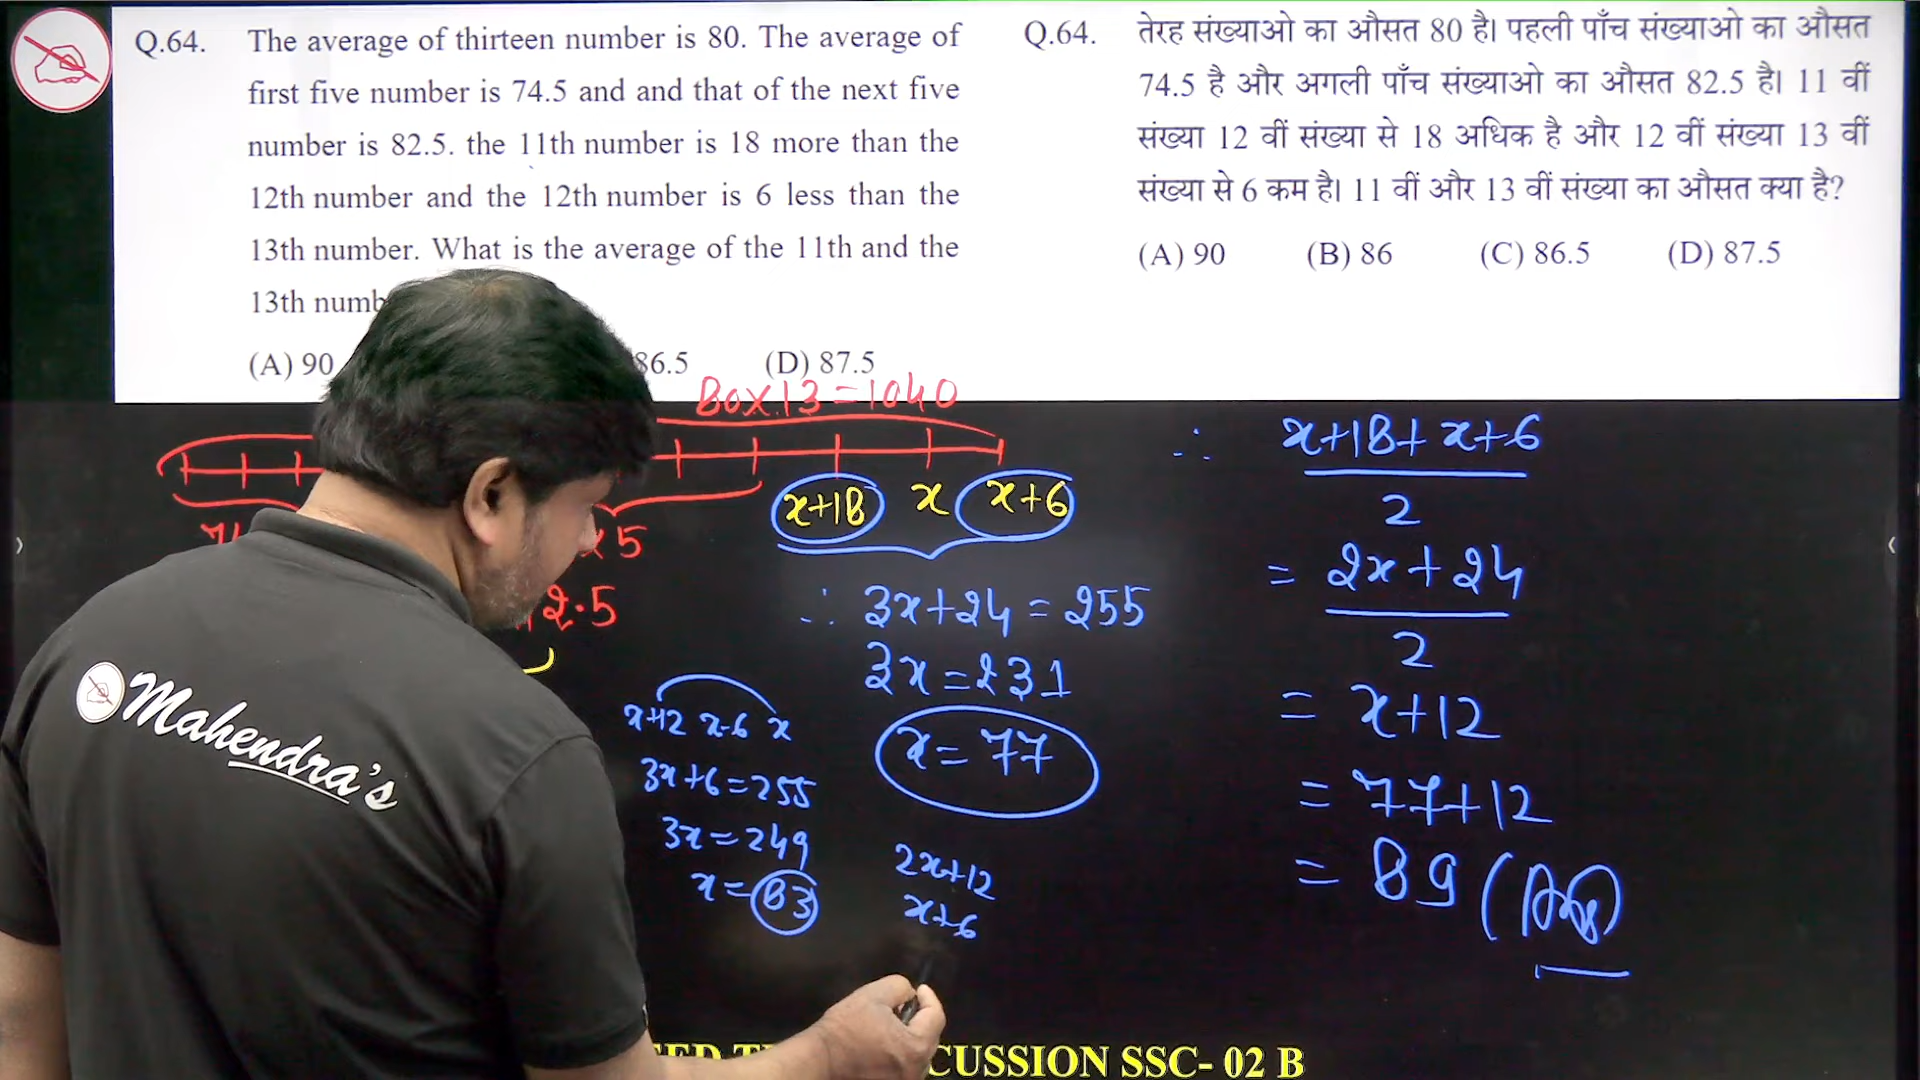 Q.64. The average of thirteen number is 80. The average of
first five number is 74.5 and and that of the next five
number is 82.5. the 11th number is 18 more than the
12th number and the 12th number is 6 less than the
13th number. What is the average of the 11th and the
13th numb
(A) 90 86.5 (D) 87.5
Q.64. तेरह संख्याओ का औसत 80 है। पहली पाँच संख्याओ का औसत
74.5 है और अगली पाँच संख्याओ का औसत 82.5 है। 11 वीं
संख्या 12 वीं संख्या से 18 अधिक है और 12 वीं संख्या 13 वीं
संख्या से 6 कम है। 11 वीं और 13 वीं संख्या का औसत क्या है?
(A) 90 (B) 86 (C) 86.5 (D) 87.5
80x13=1040
x+18 x x+6
x5
2.5
∴ 3x+24=255
3x=231
x=77
x+12 x-6 x
3x+6=255
3x=249
x=83
2x+12
x+6
∴ x+18+x+6
2
= 2x+24
2
= x+12
= 77+12
= 89 (Ans)
Mahendra's
CUSSION SSC- 02 B